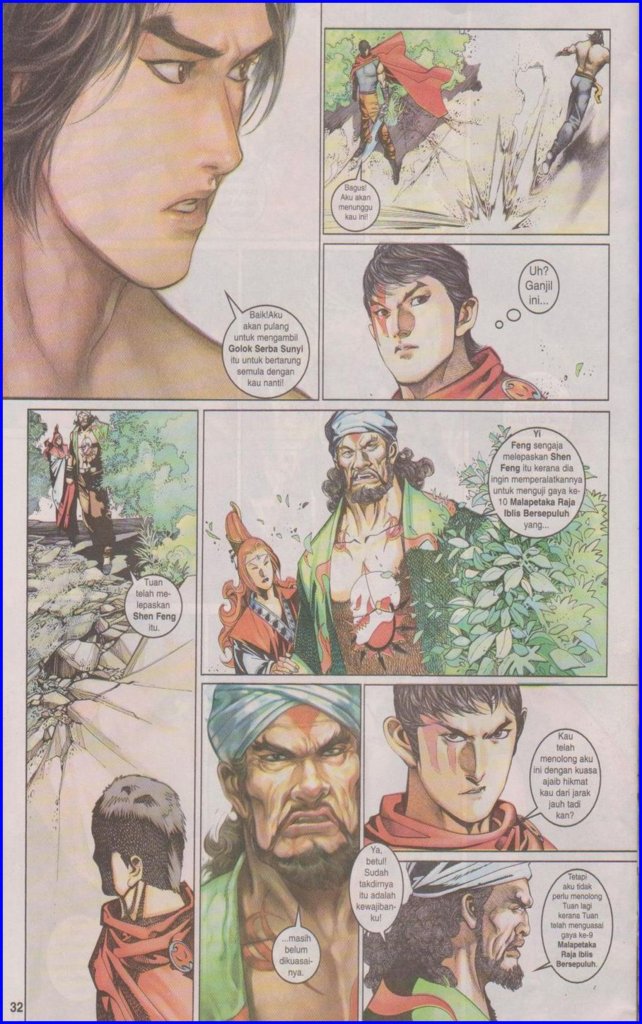 Baik!Aku
akan pulang
untuk mengambil
Golok Serba Sunyi
itu untuk bertarung
semula dengan
kau nanti!
Bagus!
Aku akan
menunggu
kau ini!
Uh?
Ganjil
ini...
Tuan
telah me-
lepaskan
Shen Feng
itu.
Yi
Feng sengaja
melepaskan Shen
Feng itu kerana dia
ingin memperalatkannya
untuk menguji gaya ke-
10 Malapetaka Raja
Iblis Bersepuluh
yang...
...masih
belum
dikuasai-
nya.
Kau
telah
menolong aku
ini dengan kuasa
ajaib hikmat
kau dari jarak
jauh tadi
kan?
Ya,
betul!
Sudah
takdirnya
itu adalah
kewajiban-
ku!
Tetapi
aku tidak
perlu menolong
Tuan lagi
kerana Tuan
telah menguasai
gaya ke-9
Malapetaka
Raja Iblis
Bersepuluh.
32